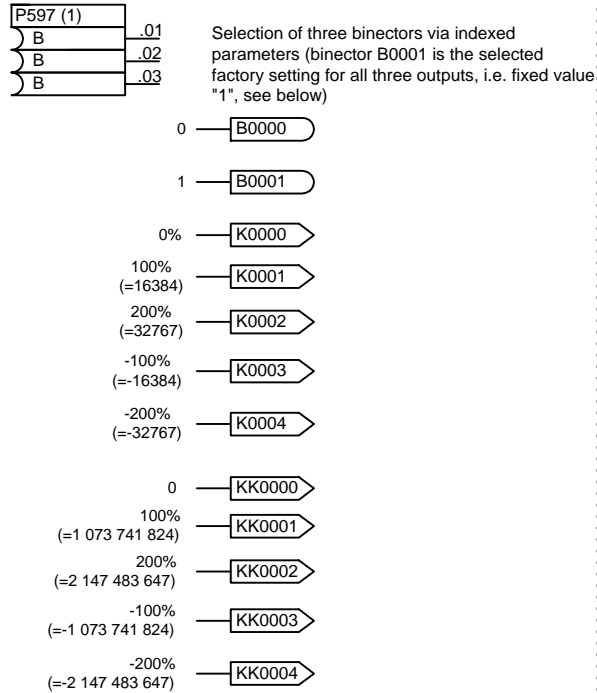 P597 (1)
B .01
B .02
B .03
Selection of three binectors via indexed
parameters (binector B0001 is the selected
factory setting for all three outputs, i.e. fixed value
"1", see below)
0 B0000
1 B0001
0% K0000
100%
(=16384) K0001
200%
(=32767) K0002
-100%
(=-16384) K0003
-200%
(=-32767) K0004
0 KK0000
100%
(=1 073 741 824) KK0001
200%
(=2 147 483 647) KK0002
-100%
(=-1 073 741 824) KK0003
-200%
(=-2 147 483 647) KK0004